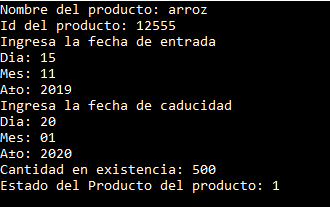 Nombre del producto: arroz
Id del producto: 12555
Ingresa la fecha de entrada
Dia: 15
Mes: 11
A±o: 2019
Ingresa la fecha de caducidad
Dia: 20
Mes: 01
A±o: 2020
Cantidad en existencia: 500
Estado del Producto del producto: 1